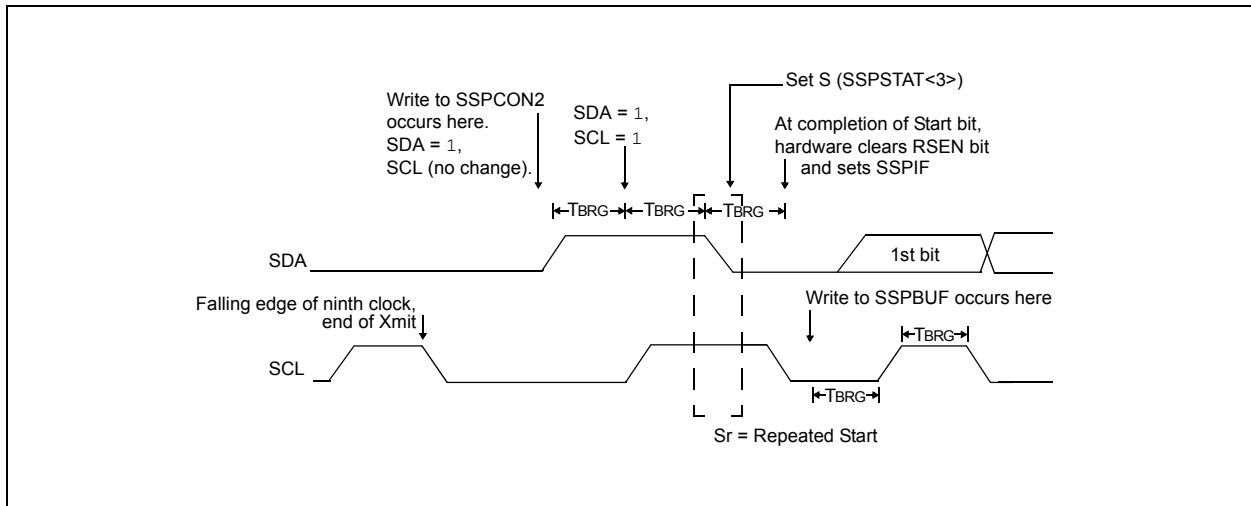 Set S (SSPSTAT<3>)
Write to SSPCON2
occurs here.
SDA = 1,
SCL (no change).
SDA = 1,
SCL = 1
At completion of Start bit,
hardware clears RSEN bit
and sets SSPIF
TBRG
TBRG
TBRG
SDA
1st bit
Falling edge of ninth clock,
end of Xmit
Write to SSPBUF occurs here
TBRG
SCL
TBRG
Sr = Repeated Start